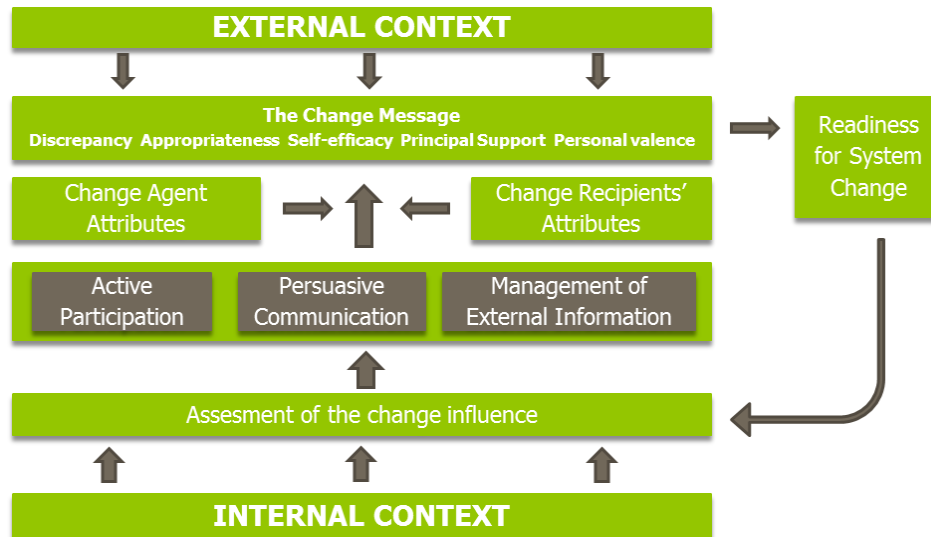 EXTERNAL CONTEXT
The Change Message
Discrepancy Appropriateness Self-efficacy Principal Support Personal valence
Readiness
for System
Change
Change Agent
Attributes
Change Recipients’
Attributes
Active
Participation
Persuasive
Communication
Management of
External Information
Assesment of the change influence
INTERNAL CONTEXT